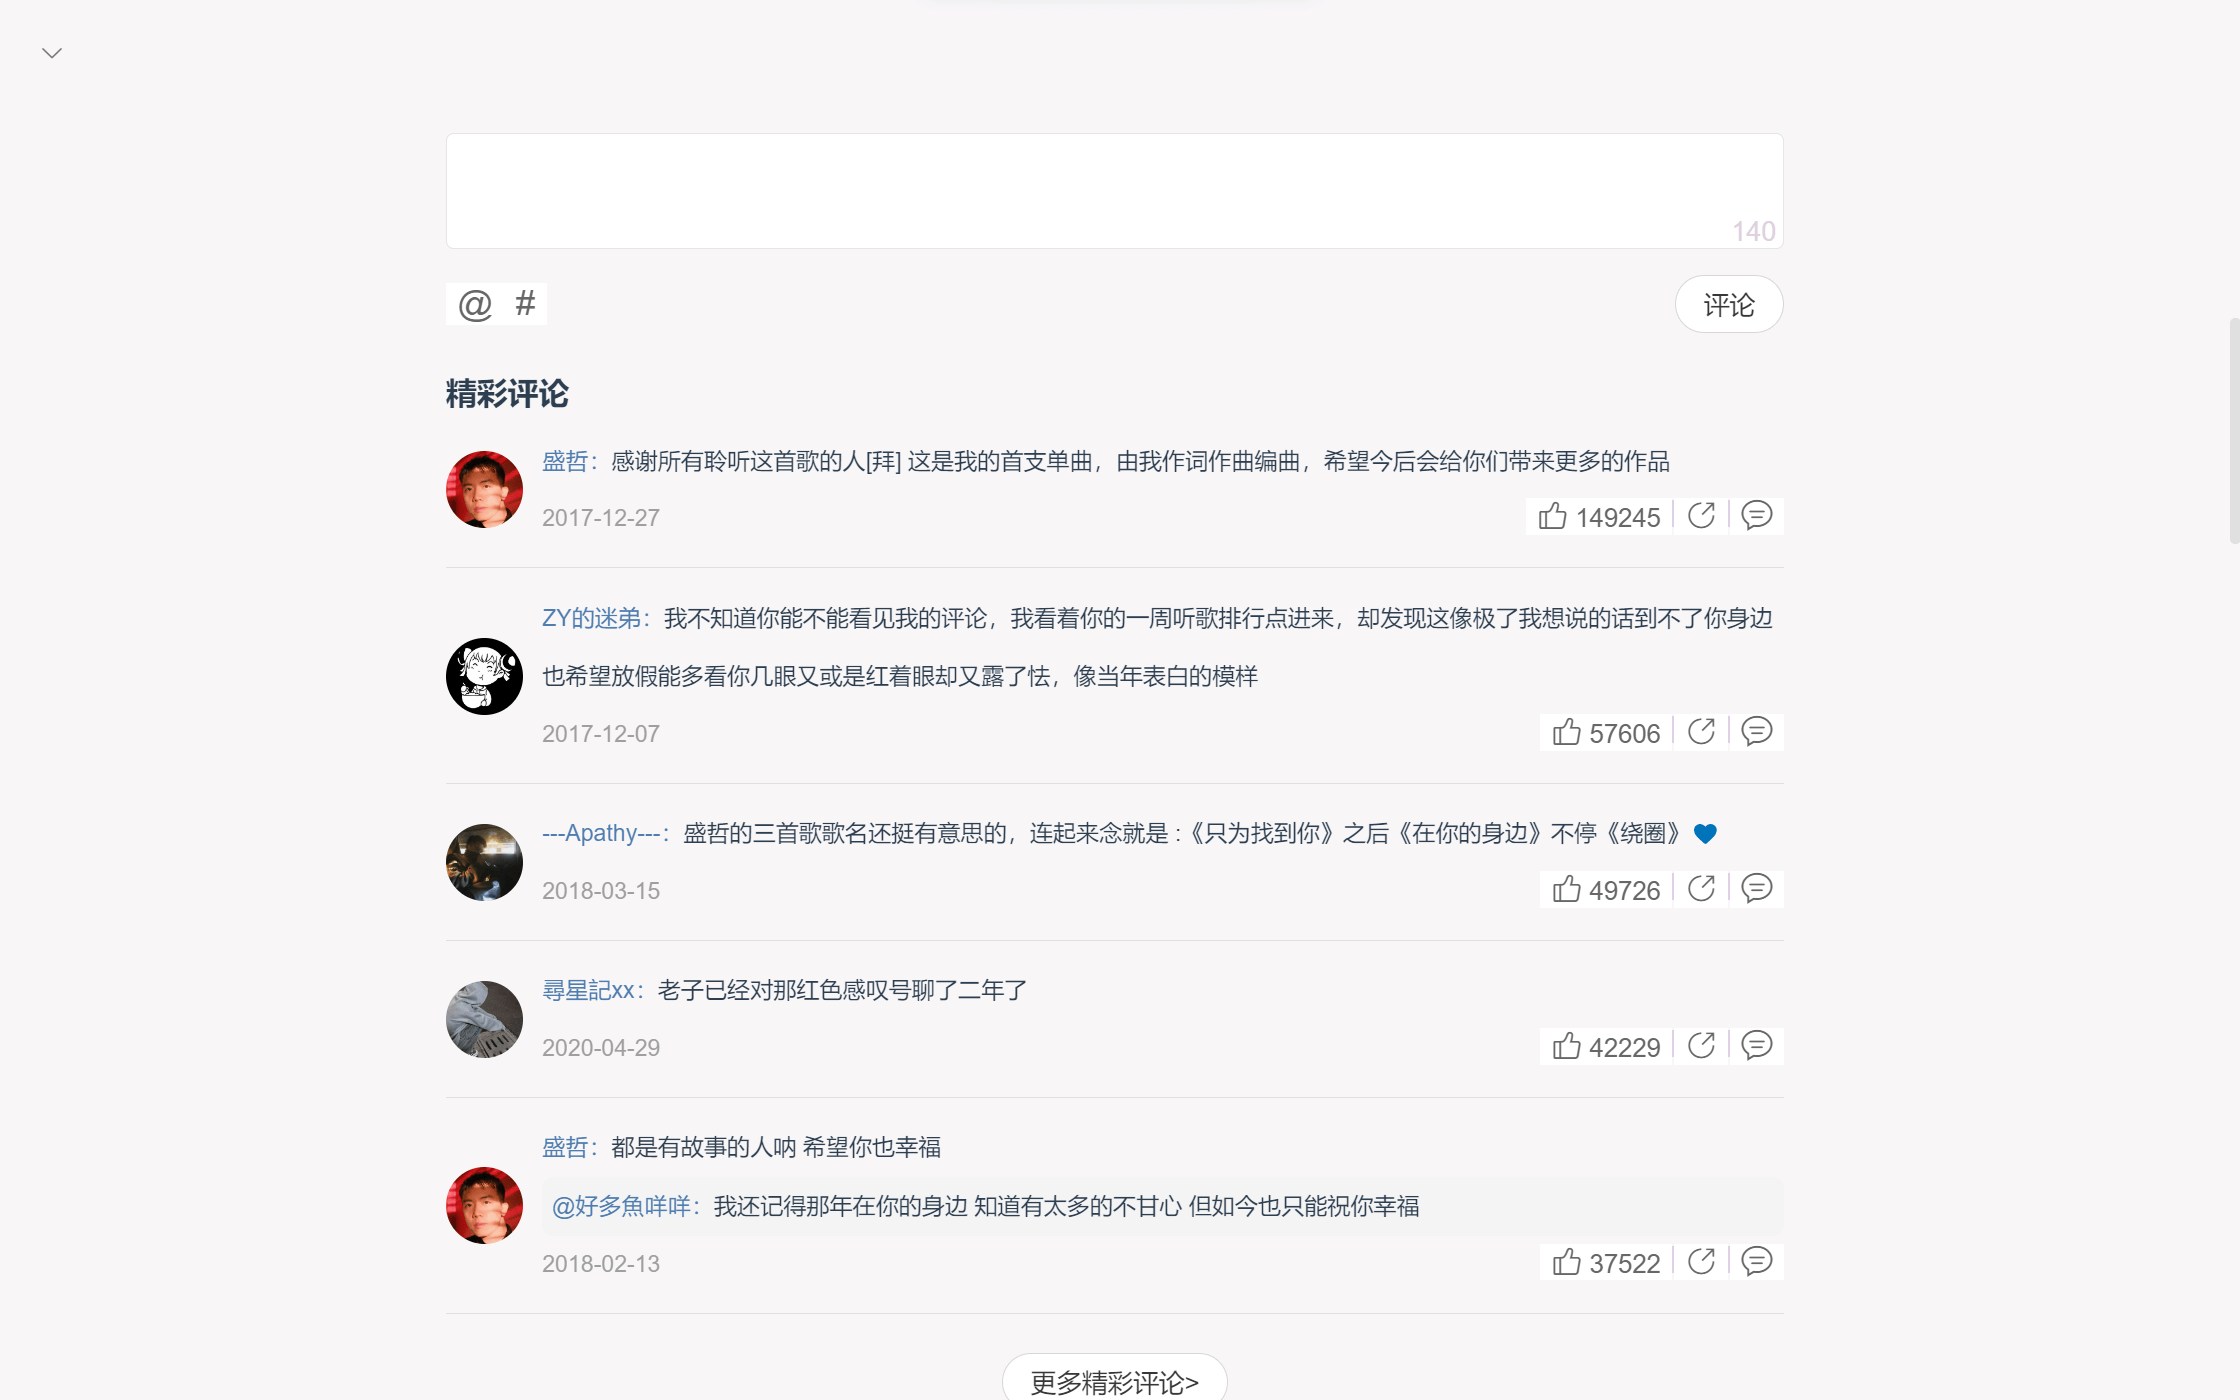 140
@ #
评论
精彩评论
盛哲：感谢所有聆听这首歌的人[拜] 这是我的首支单曲，由我作词作曲编曲，希望今后会给你们带来更多的作品
2017-12-27
149245
ZY的迷弟：我不知道你能不能看见我的评论，我看着你的一周听歌排行点进来，却发现这像极了我想说的话到不了你身边
也希望放假能多看你几眼又或是红着眼却又露了怯，像当年表白的模样
2017-12-07
57606
---Apathy---：盛哲的三首歌歌名还挺有意思的，连起来念就是 :《只为找到你》之后《在你的身边》不停《绕圈》💙
2018-03-15
49726
尋星記xx：老子已经对那红色感叹号聊了二年了
2020-04-29
42229
盛哲：都是有故事的人呐 希望你也幸福
@好多魚咩咩：我还记得那年在你的身边 知道有太多的不甘心 但如今也只能祝你幸福
2018-02-13
37522
更多精彩评论>